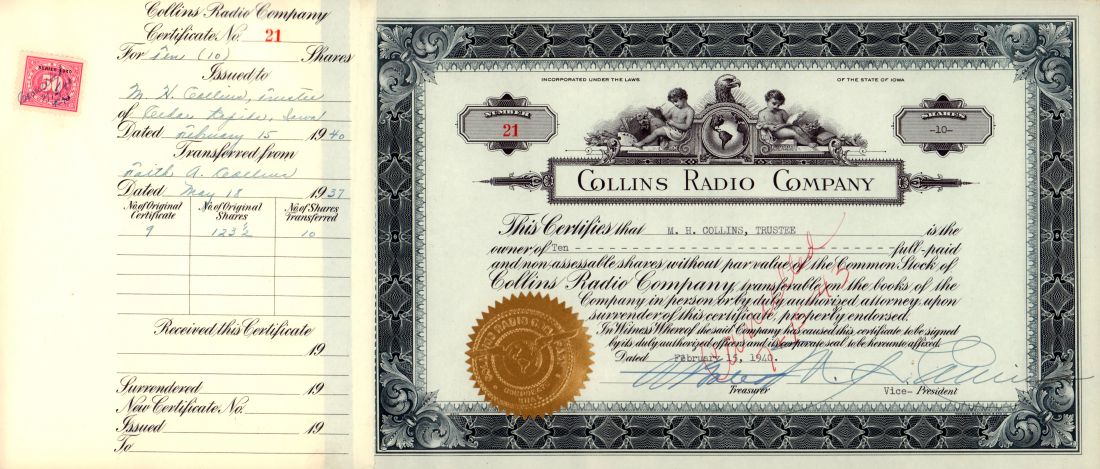 Collins Radio Company
Certificate No. 21
For Ten (10) Shares
Issued to
M. H. Collins, Trustee
of Cedar Rapids, Iowa
Dated February 15 1940
Transferred from
Faith A. Collins
Dated May 18 1937
No. of Original Certificate No. of Original Shares No. of Shares Transferred
9 123½ 10
Received this Certificate
19
Surrendered 19
New Certificate No.
Issued 19
To
50
INCORPORATED UNDER THE LAWS OF THE STATE OF IOWA
NUMBER
21
SHARES
-10-
COLLINS RADIO COMPANY
This Certifies that M. H. COLLINS, TRUSTEE is the
owner of Ten full-paid
and non-assessable shares without par value of the Common Stock of
Collins Radio Company transferable on the books of the
Company in person or by duly authorized attorney upon
surrender of this certificate, properly endorsed.
In Witness Whereof the said Company has caused this certificate to be signed
by its duly authorized officers and its corporate seal to be hereunto affixed.
Dated February 15, 1940.
Treasurer Vice- President
Cancelled